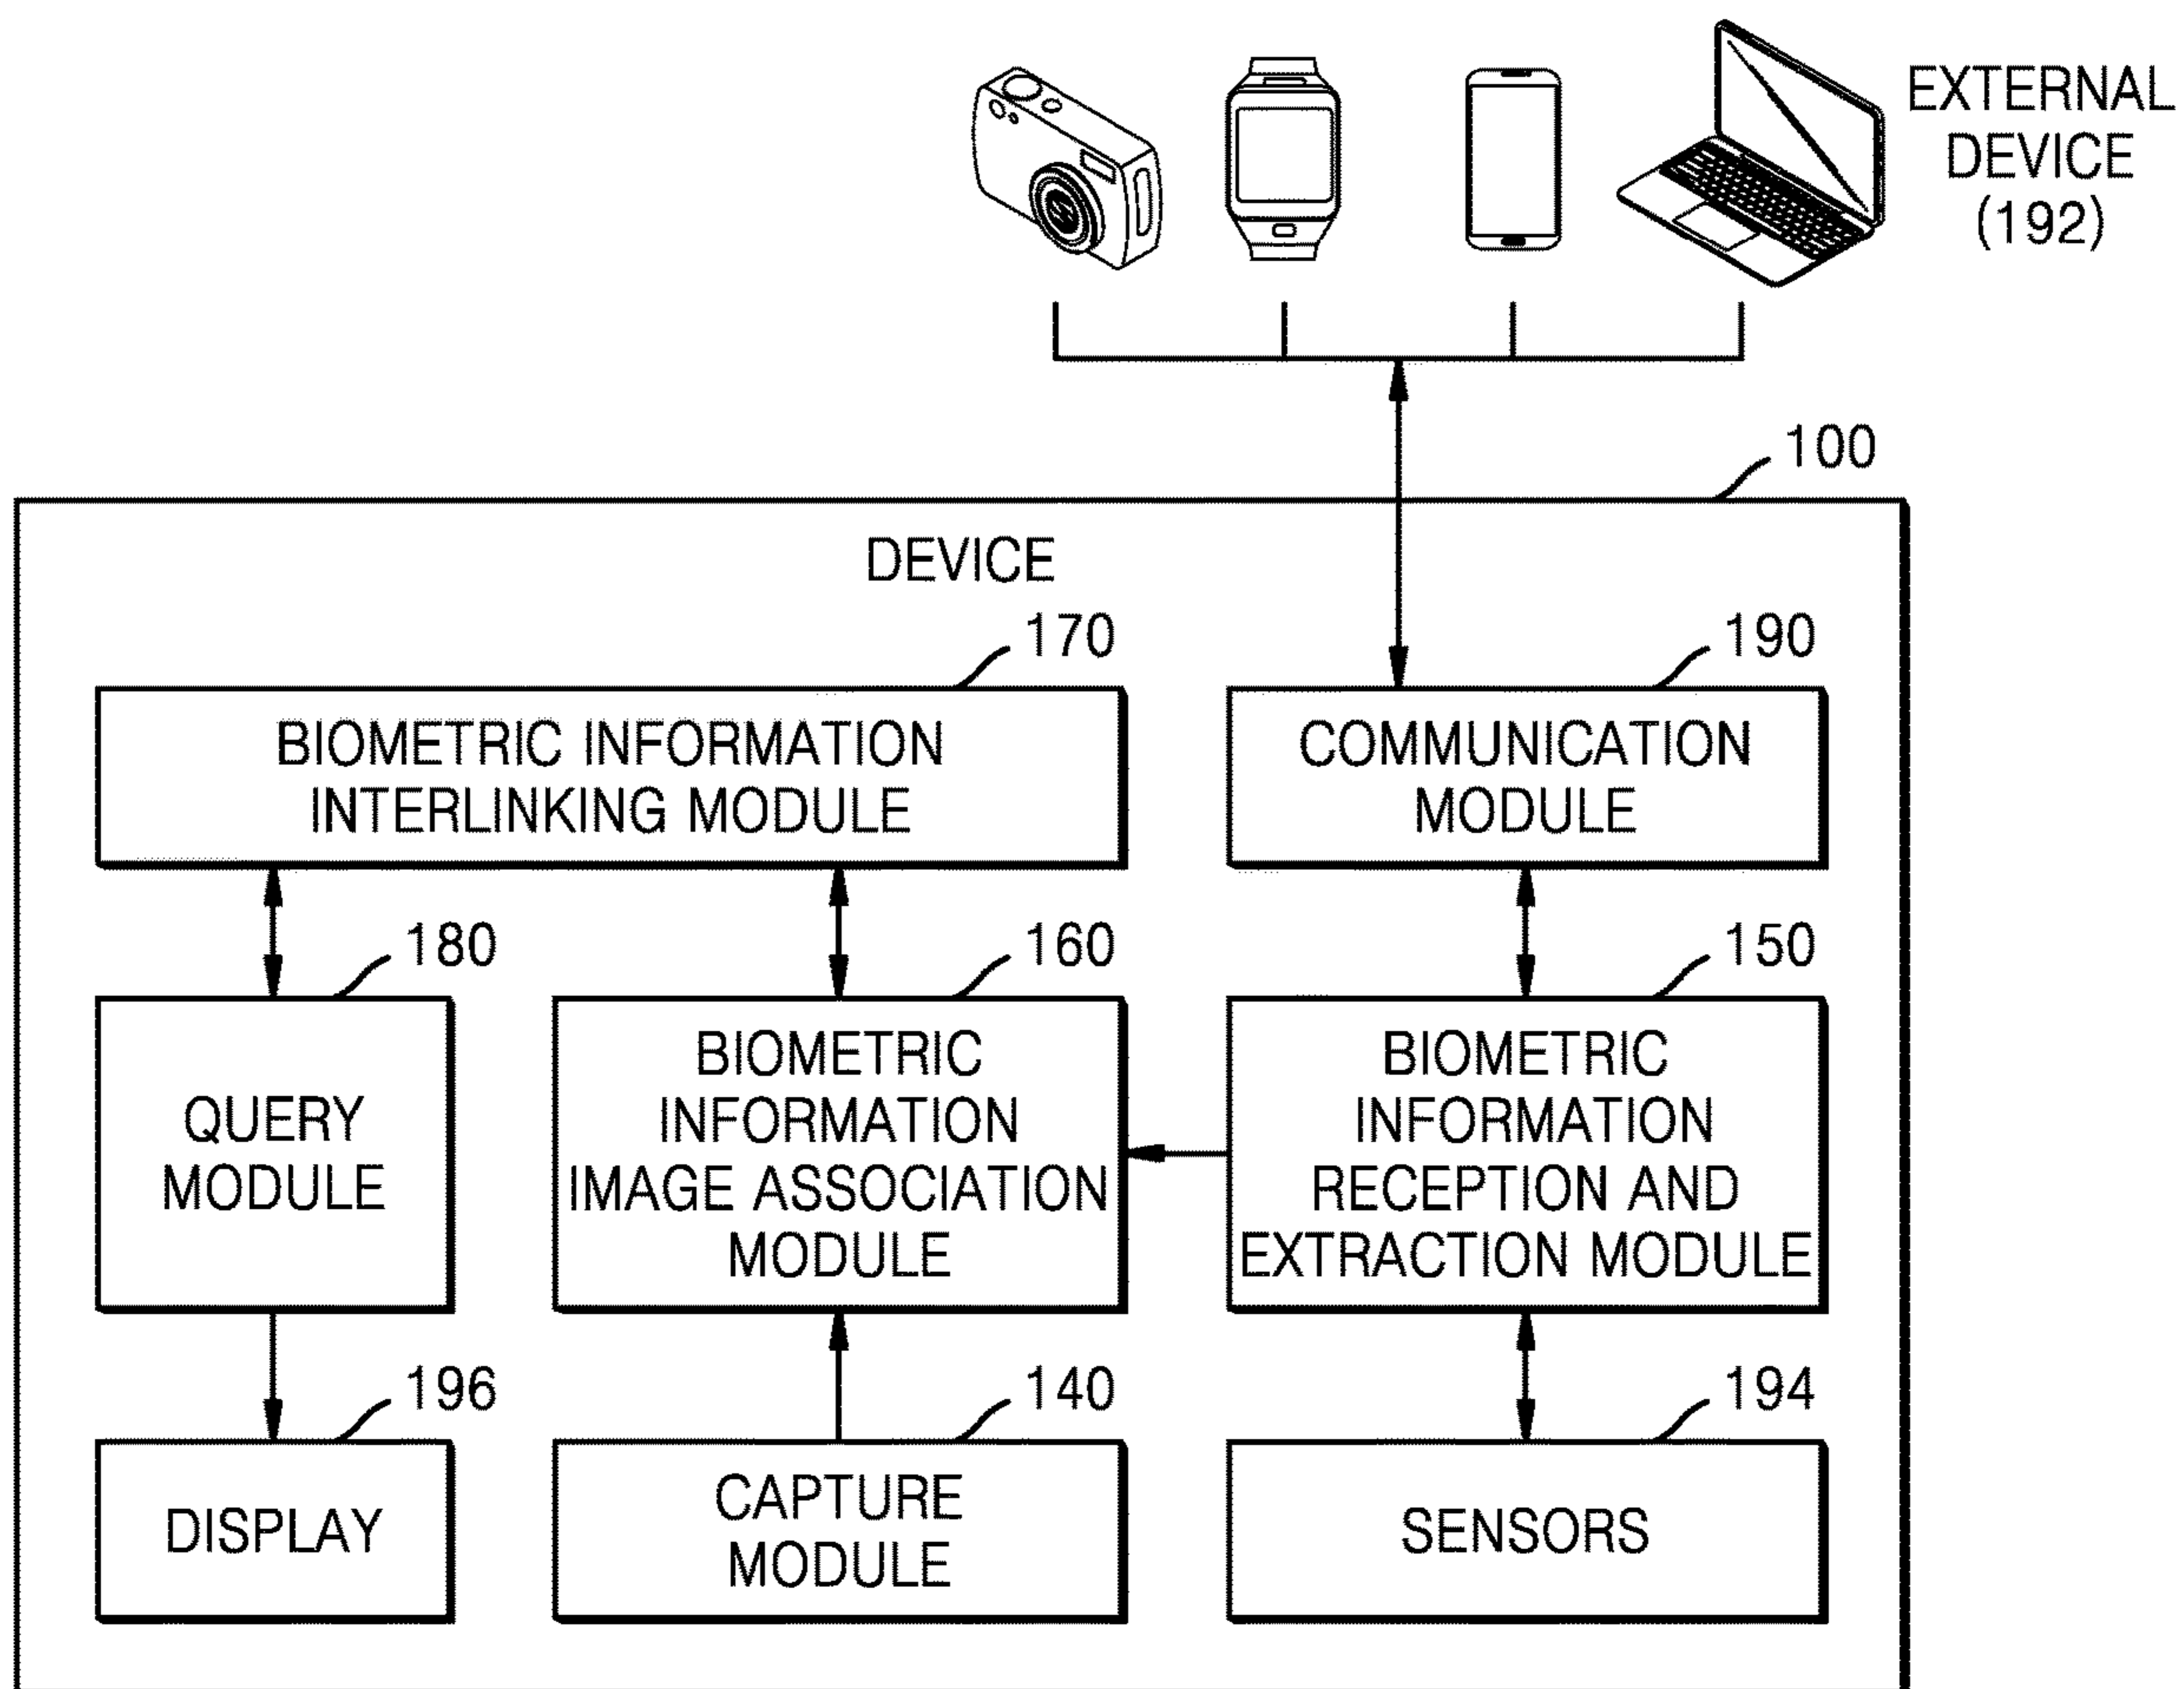 EXTERNAL
DEVICE
(192)
100
DEVICE
170
190
BIOMETRIC INFORMATION
INTERLINKING MODULE
COMMUNICATION
MODULE
180
160
150
QUERY
MODULE
BIOMETRIC
INFORMATION
IMAGE ASSOCIATION
MODULE
BIOMETRIC
INFORMATION
RECEPTION AND
EXTRACTION MODULE
196
140
194
DISPLAY
CAPTURE
MODULE
SENSORS